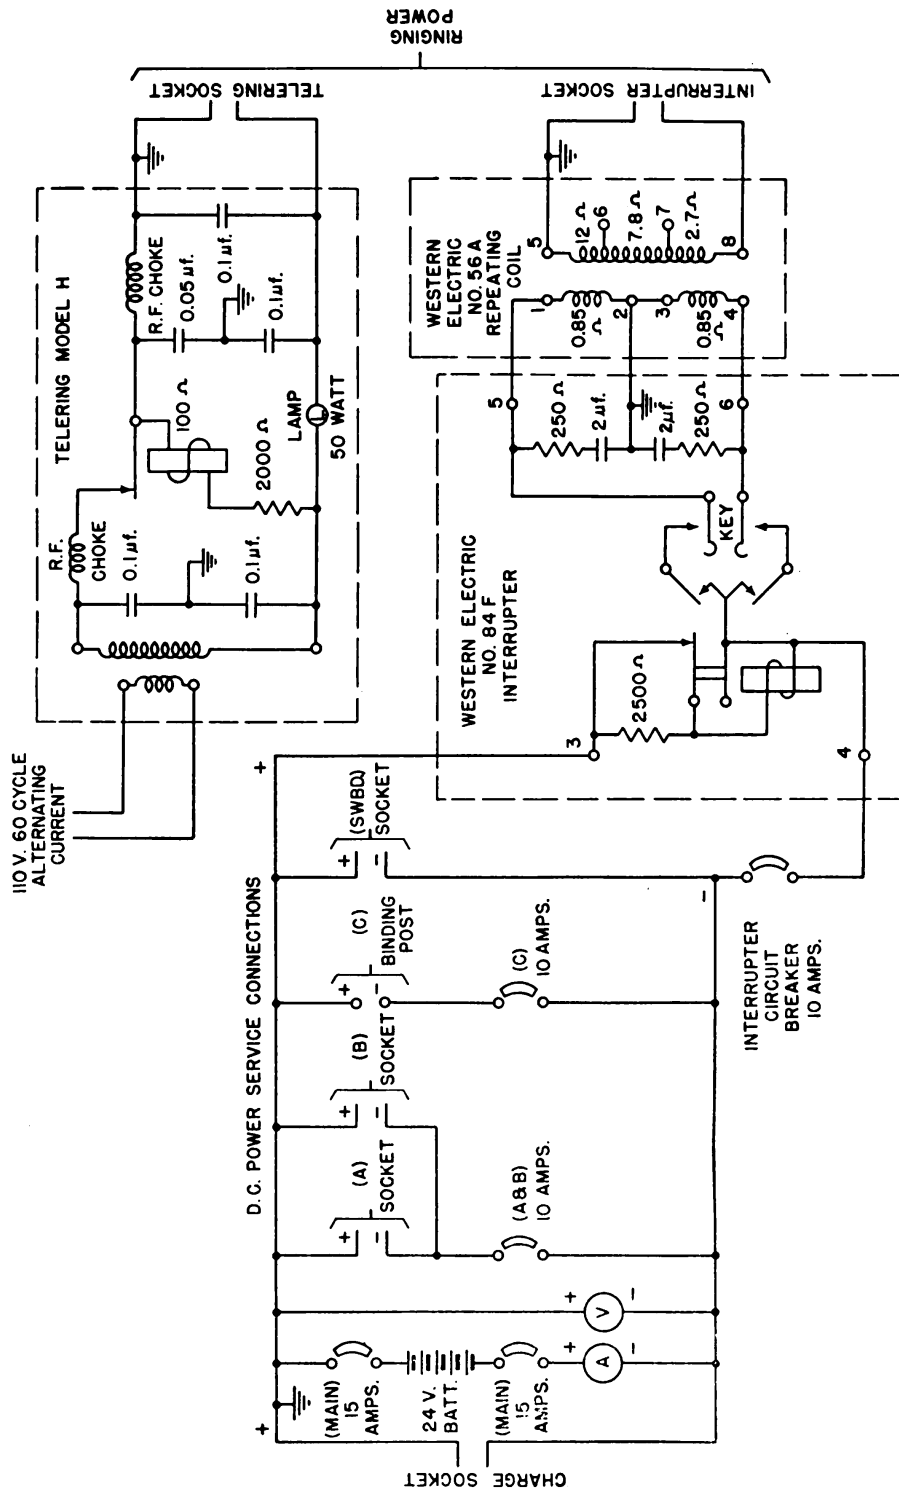 RINGING
POWER
TELERING SOCKET
INTERRUPTER SOCKET
TELERING MODEL H
R.F.
CHOKE
0.1 µf.
0.1 µf.
100 Ω
2000 Ω
R.F. CHOKE
0.05 µf.
0.1 µf.
0.1 µf.
LAMP
50 WATT
110 V. 60 CYCLE
ALTERNATING
CURRENT
WESTERN
ELECTRIC
NO. 56 A
REPEATING
COIL
5
12 Ω
6
7.8 Ω
7
2.7 Ω
8
1
0.85
Ω
2
3
0.85
Ω
4
WESTERN ELECTRIC
NO. 84 F
INTERRUPTER
5
250 Ω
2 µf.
2 µf.
250 Ω
6
KEY
3
2500 Ω
4
D.C. POWER SERVICE CONNECTIONS
+
+
(MAIN)
15
AMPS.
24 V.
BATT.
(MAIN)
15
AMPS.
+
A
-
+
V
-
CHARGE
SOCKET
(A)
+
-
SOCKET
(B)
+
-
SOCKET
(A&B)
10 AMPS.
(C)
+
-
BINDING
POST
(C)
10 AMPS.
(SWBD.)
+
-
SOCKET
-
INTERRUPTER
CIRCUIT
BREAKER
10 AMPS.